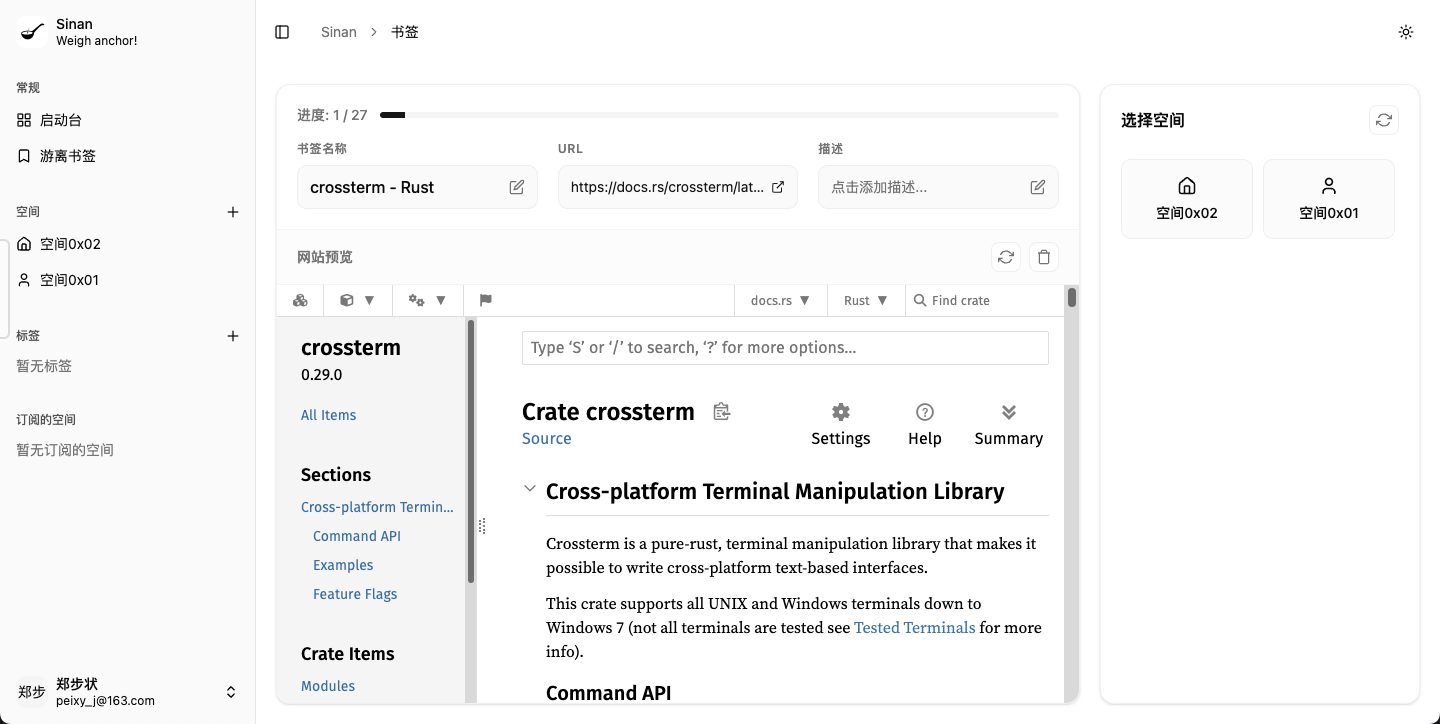 Sinan
Weigh anchor!
常规
启动台
游离书签
空间
空间0x02
空间0x01
标签
暂无标签
订阅的空间
暂无订阅的空间
郑步
郑步状
peixy_j@163.com
Sinan
书签
进度: 1 / 27
书签名称
URL
描述
crossterm - Rust
https://docs.rs/crossterm/lat...
点击添加描述...
网站预览
docs.rs
Rust
Find crate
crossterm
0.29.0
All Items
Sections
Cross-platform Termin…
Command API
Examples
Feature Flags
Crate Items
Modules
Type ‘S’ or ‘/’ to search, ‘?’ for more options…
Crate crossterm
Source
Settings
Help
Summary
Cross-platform Terminal Manipulation Library
Crossterm is a pure-rust, terminal manipulation library that makes it
possible to write cross-platform text-based interfaces.
This crate supports all UNIX and Windows terminals down to
Windows 7 (not all terminals are tested see Tested Terminals for more
info).
Command API
选择空间
空间0x02
空间0x01